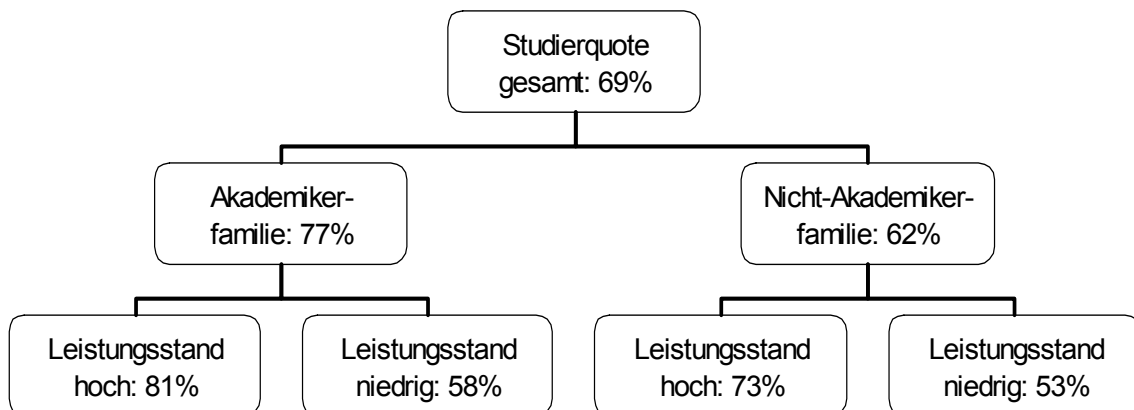 Studierquote
gesamt: 69%
Akademiker-
familie: 77%
Nicht-Akademiker-
familie: 62%
Leistungsstand
hoch: 81%
Leistungsstand
niedrig: 58%
Leistungsstand
hoch: 73%
Leistungsstand
niedrig: 53%